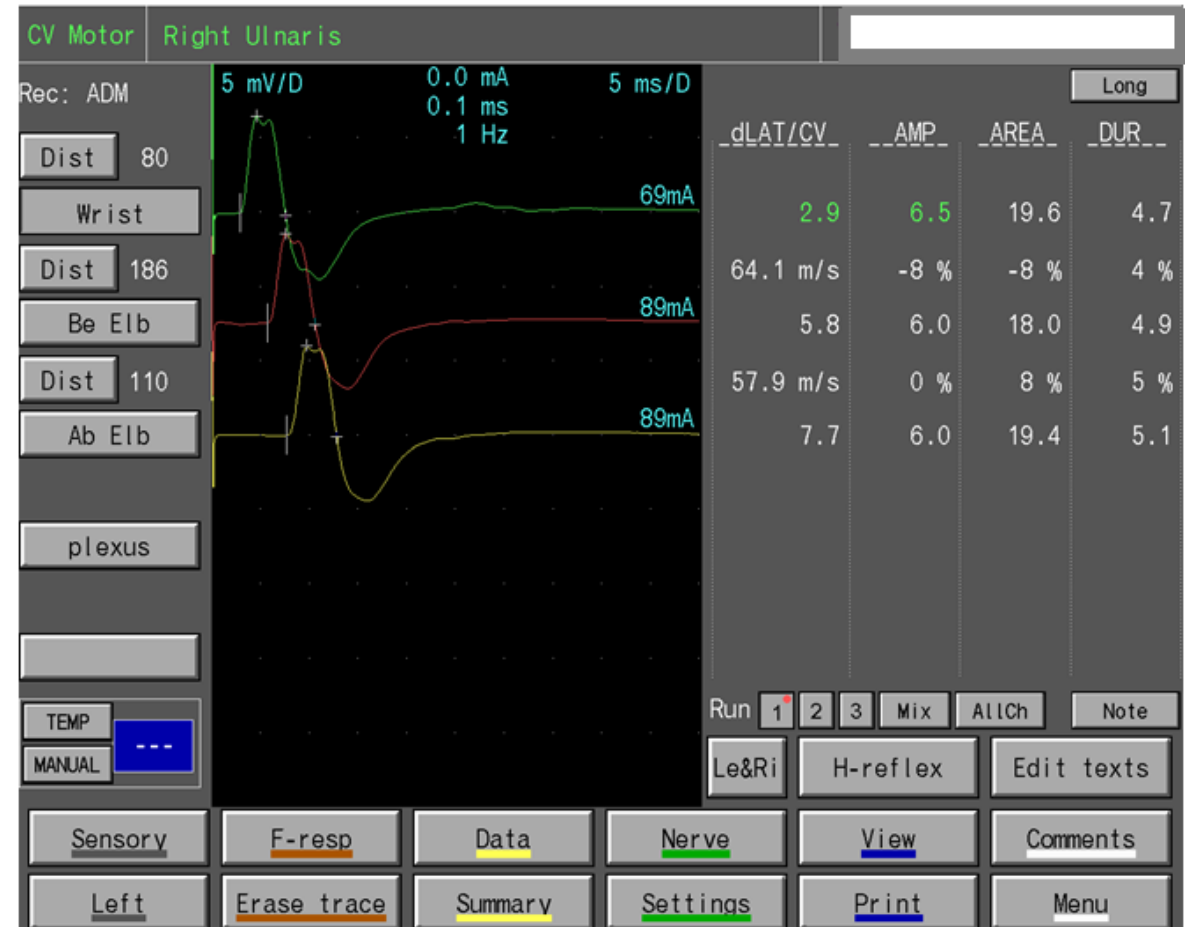 CV Motor Right Ulnaris
Rec: ADM
5 mV/D 0.0 mA 5 ms/D
0.1 ms
1 Hz
Long
dLAT/CV AMP AREA DUR
Dist 80
Wrist 69mA 2.9 6.5 19.6 4.7
Dist 186 64.1 m/s -8 % -8 % 4 %
Be Elb 89mA 5.8 6.0 18.0 4.9
Dist 110 57.9 m/s 0 % 8 % 5 %
Ab Elb 89mA 7.7 6.0 19.4 5.1
plexus
TEMP
MANUAL ---
Run 1 2 3 Mix AllCh Note
Le&Ri H-reflex Edit texts
Sensory F-resp Data Nerve View Comments
Left Erase trace Summary Settings Print Menu